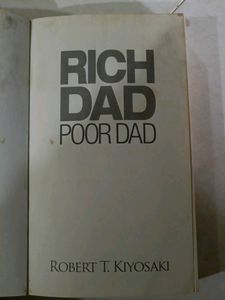 RICH
DAD
POOR DAD
ROBERT T. KIYOSAKI